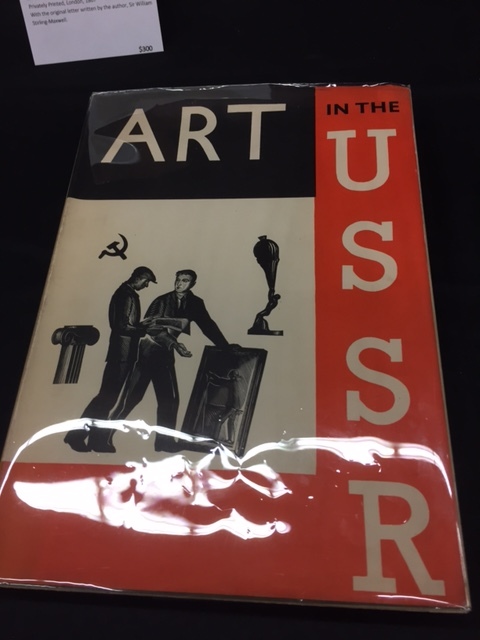 Privately Printed, London, 
With the original letter written by the author, Sir William
Stirling-Maxwell.
$300
ART
IN THE
U
S
S
R